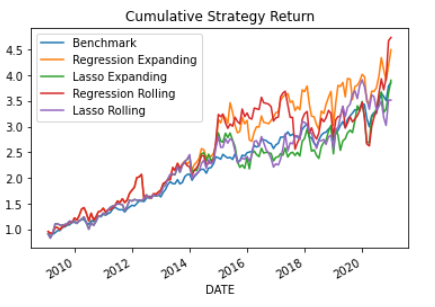 Cumulative Strategy Return
Benchmark
Regression Expanding
Lasso Expanding
Regression Rolling
Lasso Rolling
4.5
4.0
3.5
3.0
2.5
2.0
1.5
1.0
2010 2012 2014 2016 2018 2020
DATE